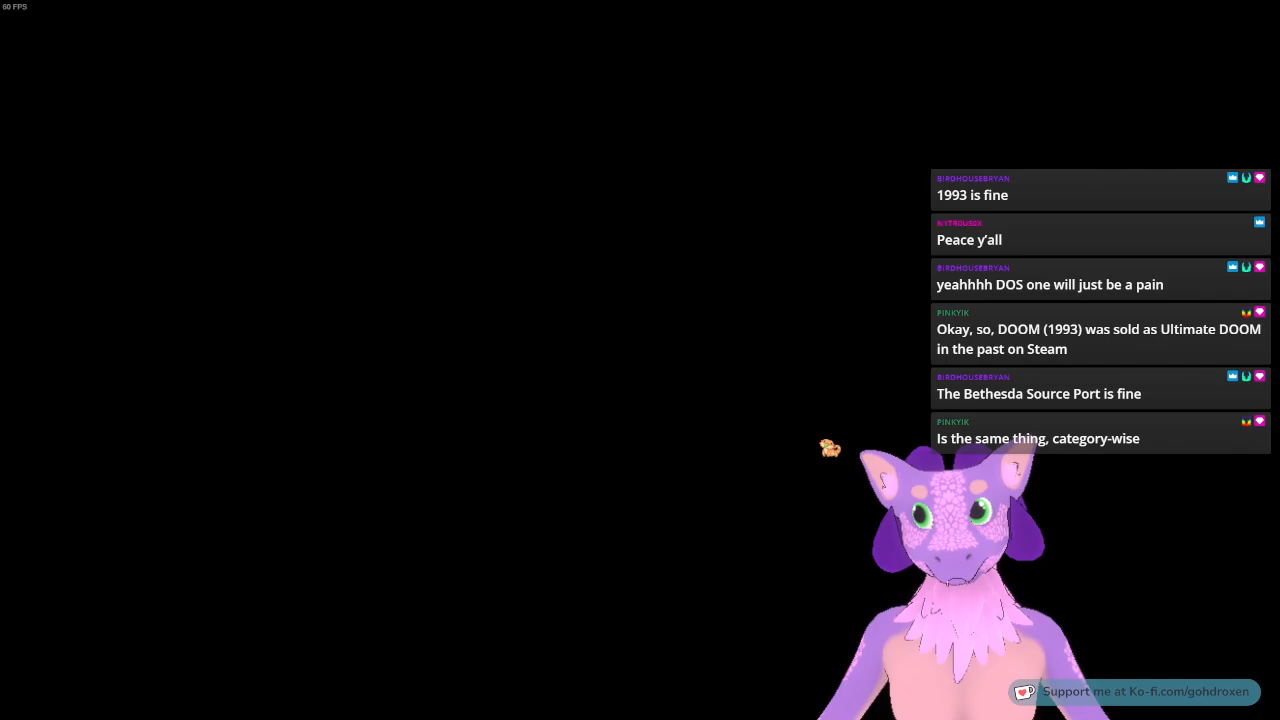 60 FPS
BIRDHOUSEBRYAN
1993 is fine
NYTROUS6X
Peace y'all
BIRDHOUSEBRYAN
yeahhhh DOS one will just be a pain
PINKYIK
Okay, so, DOOM (1993) was sold as Ultimate DOOM
in the past on Steam
BIRDHOUSEBRYAN
The Bethesda Source Port is fine
PINKYIK
Is the same thing, category-wise
Support me at Ko-fi.com/gohdroxen